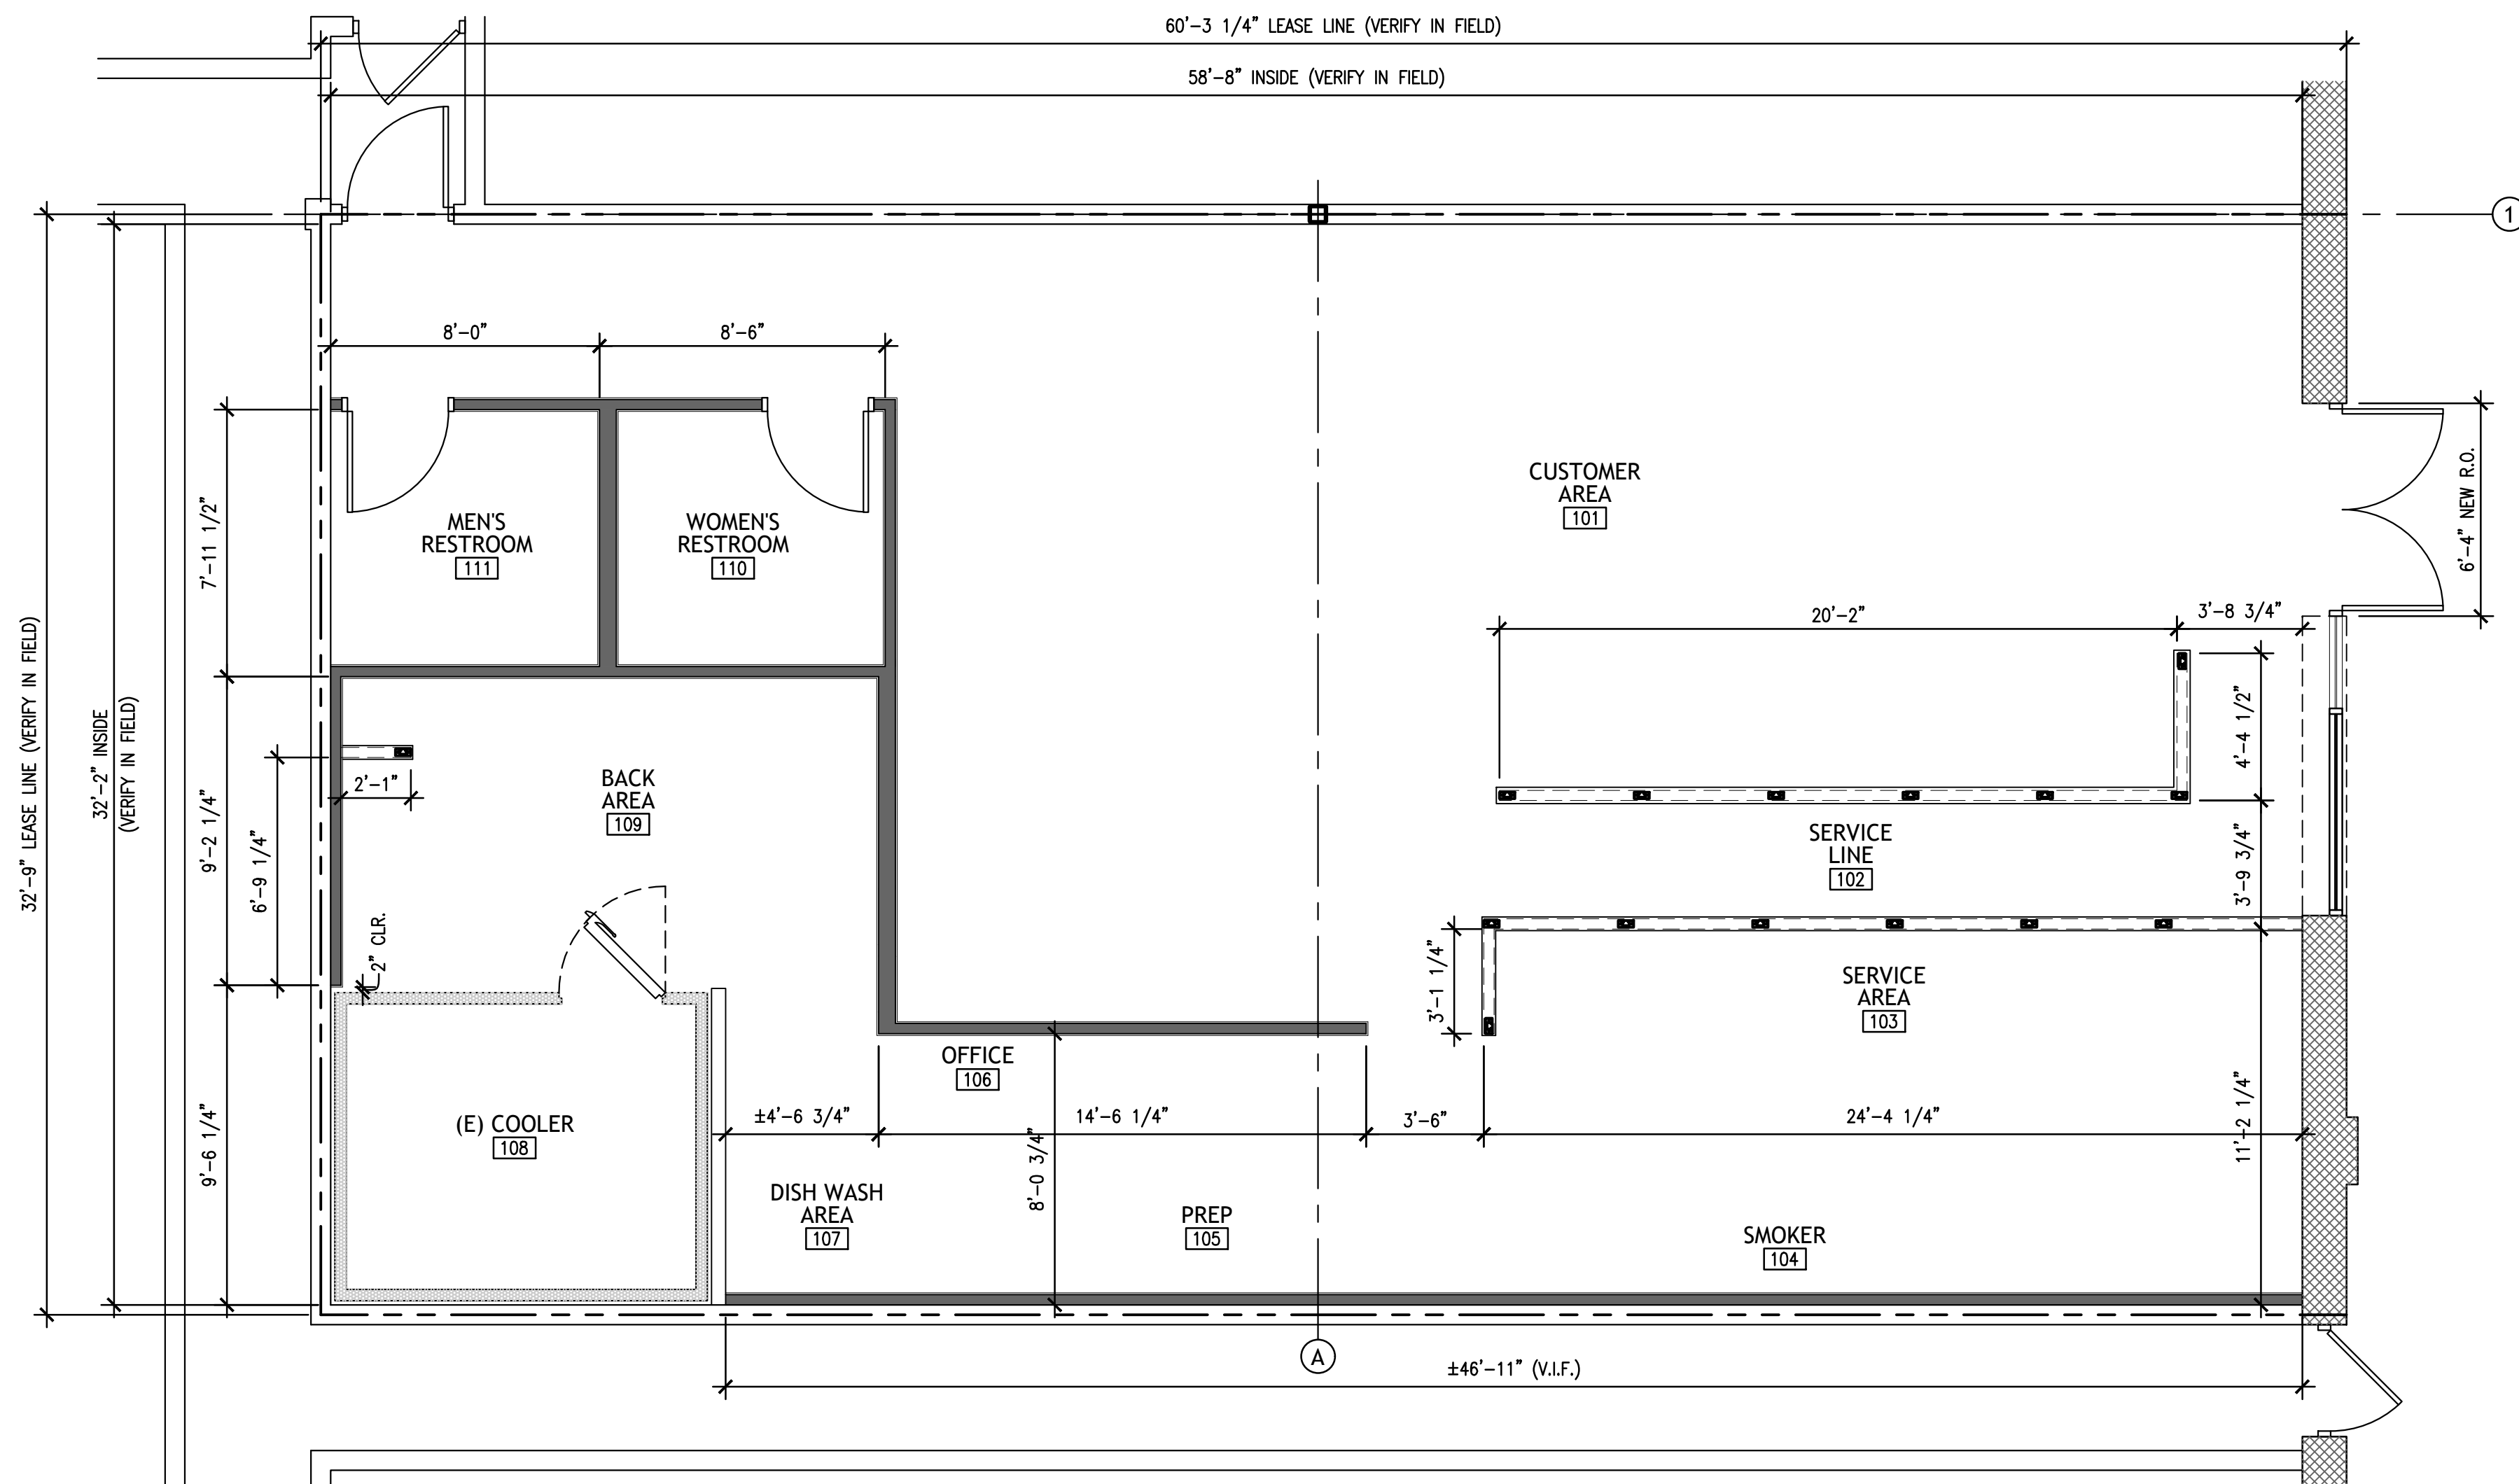 60'-3 1/4" LEASE LINE (VERIFY IN FIELD)
58'-8" INSIDE (VERIFY IN FIELD)
1
8'-0"
8'-6"
CUSTOMER
AREA
101
6'-4" NEW R.O.
7'-11 1/2"
MEN'S
RESTROOM
111
WOMEN'S
RESTROOM
110
20'-2"
3'-8 3/4"
32'-9" LEASE LINE (VERIFY IN FIELD)
32'-2" INSIDE
(VERIFY IN FIELD)
9'-2 1/4"
6'-9 1/4"
2'-1"
BACK
AREA
109
4'-4 1/2"
SERVICE
LINE
102
3'-9 3/4"
2" CLR.
3'-1 1/4"
SERVICE
AREA
103
OFFICE
106
9'-6 1/4"
(E) COOLER
108
±4'-6 3/4"
14'-6 1/4"
3'-6"
24'-4 1/4"
11'-2 1/4"
8'-0 3/4"
DISH WASH
AREA
107
PREP
105
SMOKER
104
A
±46'-11" (V.I.F.)